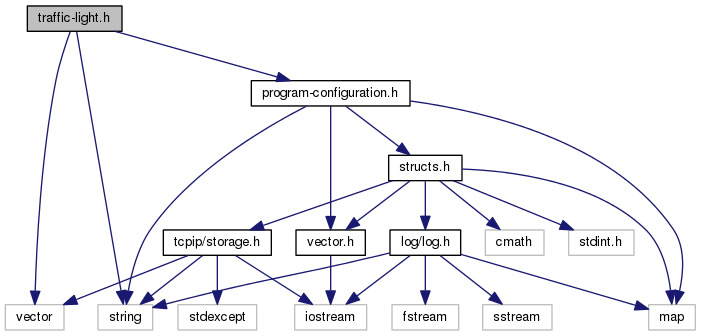 traffic-light.h
program-configuration.h
structs.h
tcpip/storage.h
vector.h
log/log.h
cmath
stdint.h
vector
string
stdexcept
iostream
fstream
sstream
map